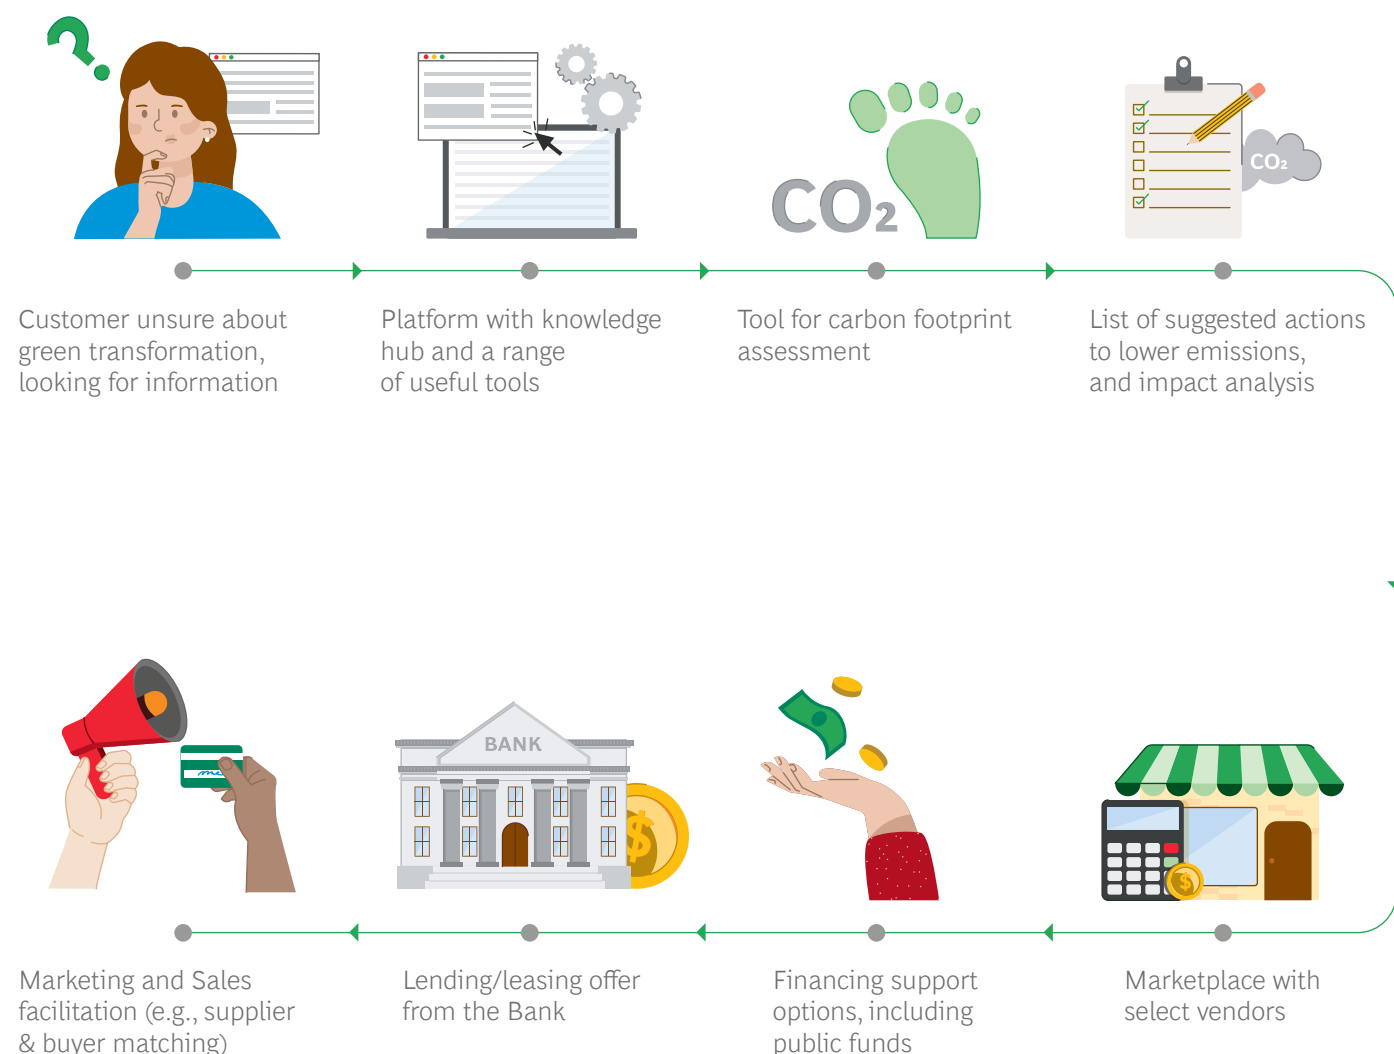 ?
CO2
CO2
Customer unsure about
green transformation,
looking for information
Platform with knowledge
hub and a range
of useful tools
Tool for carbon footprint
assessment
List of suggested actions
to lower emissions,
and impact analysis
BANK
$
$
Marketing and Sales
facilitation (e.g., supplier
& buyer matching)
Lending/leasing offer
from the Bank
Financing support
options, including
public funds
Marketplace with
select vendors